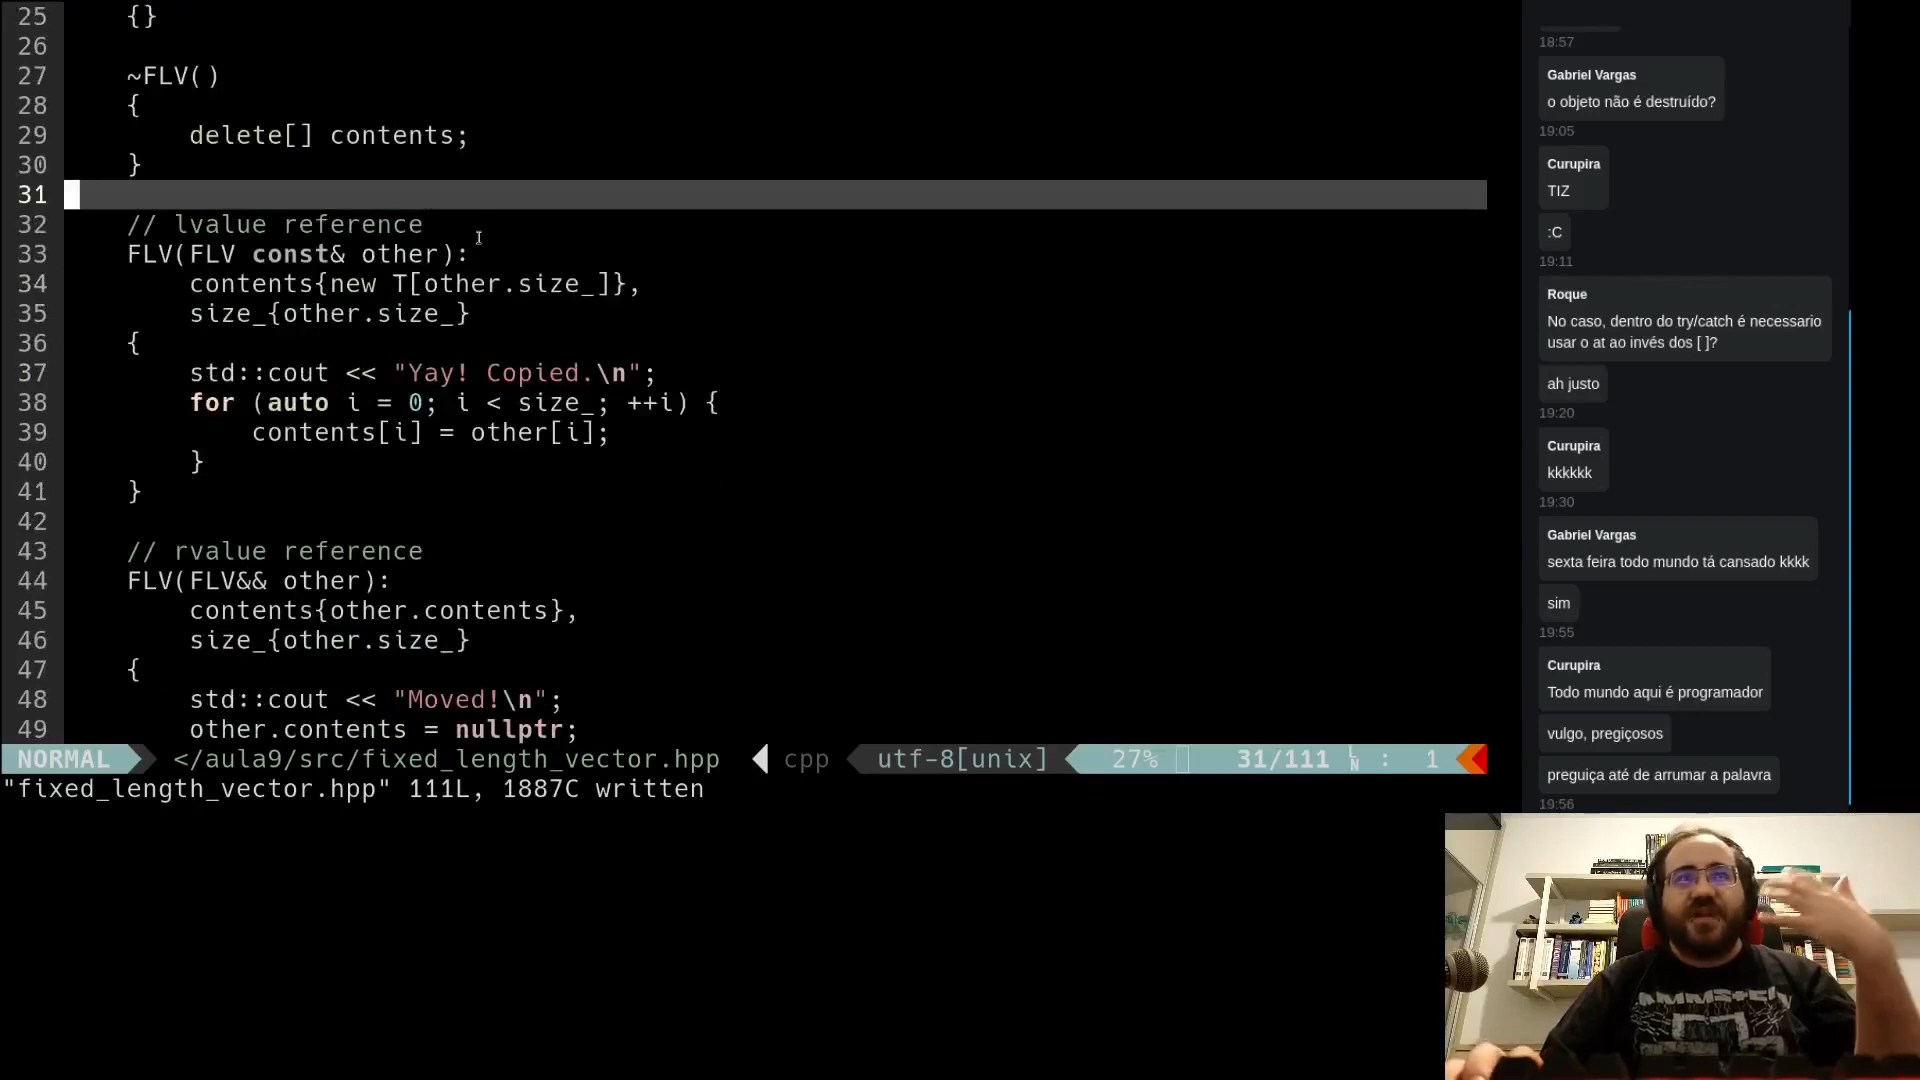 25 {}
26
27 ~FLV()
28 {
29 delete[] contents;
30 }
31
32 // lvalue reference
33 FLV(FLV const& other):
34 contents{new T[other.size_]},
35 size_{other.size_}
36 {
37 std::cout << "Yay! Copied.\n";
38 for (auto i = 0; i < size_; ++i) {
39 contents[i] = other[i];
40 }
41 }
42
43 // rvalue reference
44 FLV(FLV&& other):
45 contents{other.contents},
46 size_{other.size_}
47 {
48 std::cout << "Moved!\n";
49 other.contents = nullptr;
NORMAL </aula9/src/fixed_length_vector.hpp cpp utf-8[unix] 27% 31/111 LN : 1
"fixed_length_vector.hpp" 111L, 1887C written
18:57
Gabriel Vargas
o objeto não é destruído?
19:05
Curupira
TIZ
:C
19:11
Roque
No caso, dentro do try/catch é necessario
usar o at ao invés dos [ ]?
ah justo
19:20
Curupira
kkkkkk
19:30
Gabriel Vargas
sexta feira todo mundo tá cansado kkkk
sim
19:55
Curupira
Todo mundo aqui é programador
vulgo, pregiçosos
preguiça até de arrumar a palavra
19:56